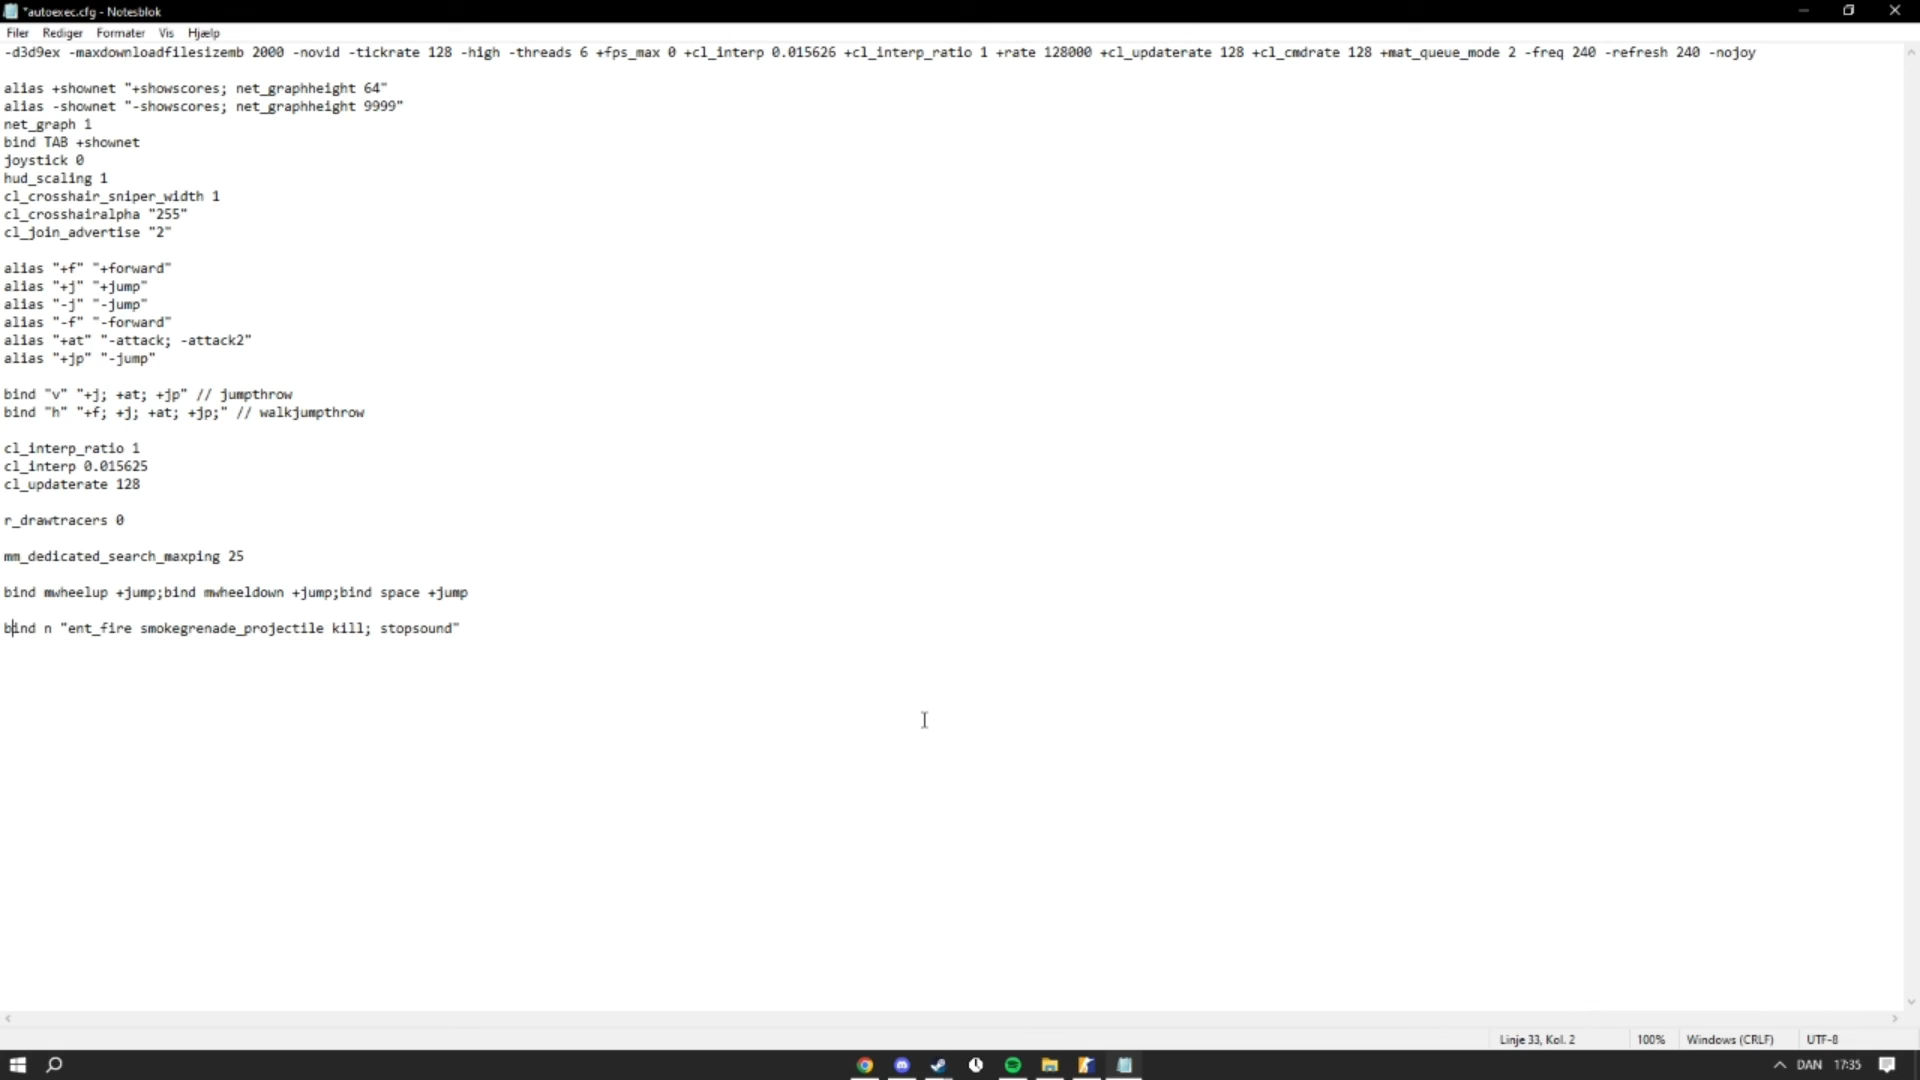 *autoexec.cfg - Notesblok
Filer Rediger Formater Vis Hjælp
-d3d9ex -maxdownloadfilesizemb 2000 -novid -tickrate 128 -high -threads 6 +fps_max 0 +cl_interp 0.015626 +cl_interp_ratio 1 +rate 128000 +cl_updaterate 128 +cl_cmdrate 128 +mat_queue_mode 2 -freq 240 -refresh 240 -nojoy
alias +shownet "+showscores; net_graphheight 64"
alias -shownet "-showscores; net_graphheight 9999"
net_graph 1
bind TAB +shownet
joystick 0
hud_scaling 1
cl_crosshair_sniper_width 1
cl_crosshairalpha "255"
cl_join_advertise "2"
alias "+f" "+forward"
alias "+j" "+jump"
alias "-j" "-jump"
alias "-f" "-forward"
alias "+at" "-attack; -attack2"
alias "+jp" "-jump"
bind "v" "+j; +at; +jp" // jumpthrow
bind "h" "+f; +j; +at; +jp;" // walkjumpthrow
cl_interp_ratio 1
cl_interp 0.015625
cl_updaterate 128
r_drawtracers 0
mm_dedicated_search_maxping 25
bind mwheelup +jump;bind mwheeldown +jump;bind space +jump
bind n "ent_fire smokegrenade_projectile kill; stopsound"
Linje 33, Kol. 2 100% Windows (CRLF) UTF-8
DAN 17:35